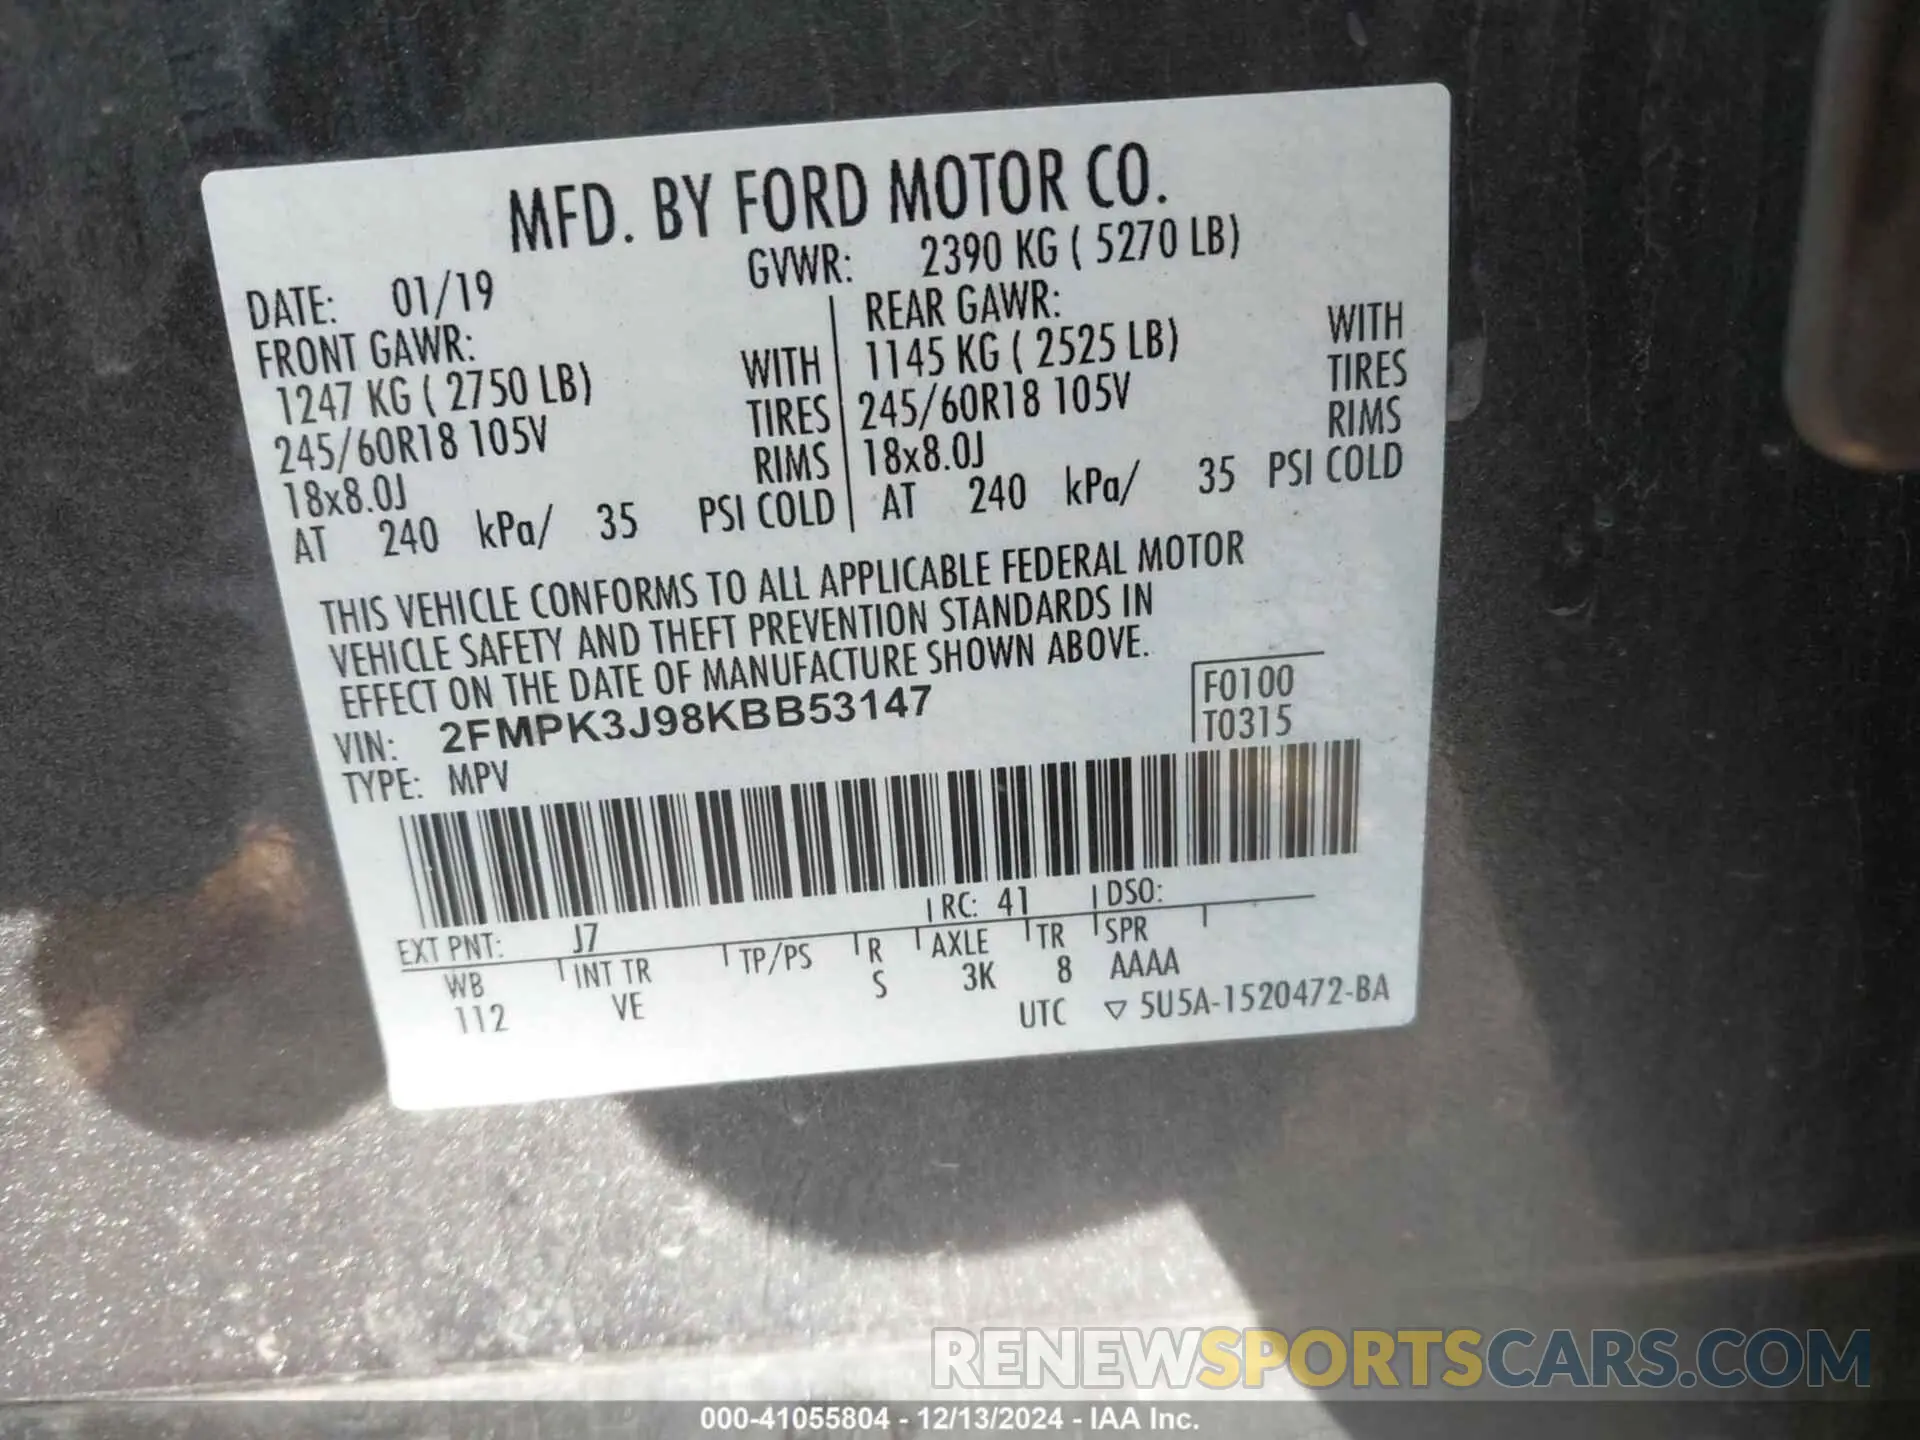 MFD. BY FORD MOTOR CO.
DATE: 01/19 GVWR: 2390 KG ( 5270 LB)
FRONT GAWR: REAR GAWR:
1247 KG ( 2750 LB) WITH 1145 KG ( 2525 LB) WITH
245/60R18 105V TIRES 245/60R18 105V TIRES
18x8.0J RIMS 18x8.0J RIMS
AT 240 kPa/ 35 PSI COLD AT 240 kPa/ 35 PSI COLD
THIS VEHICLE CONFORMS TO ALL APPLICABLE FEDERAL MOTOR
VEHICLE SAFETY AND THEFT PREVENTION STANDARDS IN
EFFECT ON THE DATE OF MANUFACTURE SHOWN ABOVE.
VIN: 2FMPK3J98KBB53147 F0100
TYPE: MPV T0315
EXT PNT: J7 RC: 41 DSO:
WB INT TR TP/PS R AXLE TR SPR
112 VE S 3K 8 AAAA
UTC ▽ 5U5A-1520472-BA
RENEWSPORTSCARS.COM
000-41055804 - 12/13/2024 - IAA Inc.